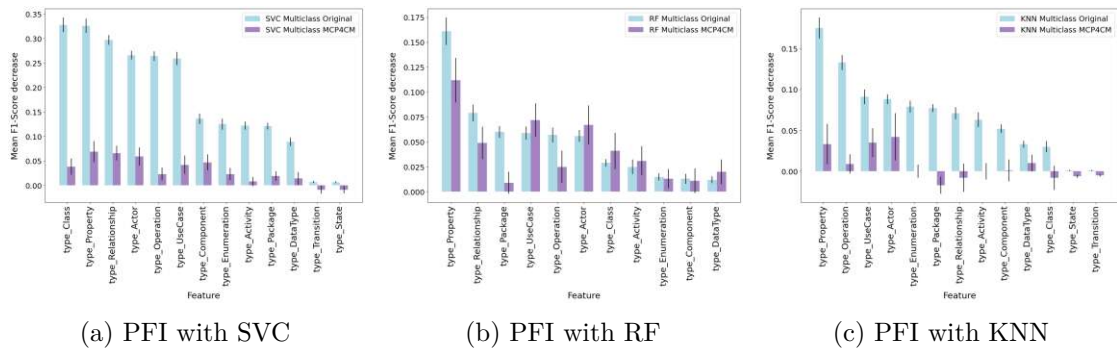 SVC Multiclass Original
SVC Multiclass MCP4CM
Mean F1-Score decrease
0.35
0.30
0.25
0.20
0.15
0.10
0.05
0.00
type_Class
type_Property
type_Relationship
type_Actor
type_Operation
type_UseCase
type_Component
type_Enumeration
type_Activity
type_Package
type_DataType
type_Transition
type_State
Feature
(a) PFI with SVC
RF Multiclass Original
RF Multiclass MCP4CM
Mean F1-Score decrease
0.175
0.150
0.125
0.100
0.075
0.050
0.025
0.000
type_Property
type_Relationship
type_Package
type_UseCase
type_Operation
type_Actor
type_Class
type_Activity
type_Enumeration
type_Component
type_DataType
Feature
(b) PFI with RF
KNN Multiclass Original
KNN Multiclass MCP4CM
Mean F1-Score decrease
0.15
0.10
0.05
0.00
type_Property
type_Operation
type_UseCase
type_Actor
type_Enumeration
type_Package
type_Relationship
type_Activity
type_Component
type_DataType
type_Class
type_State
type_Transition
Feature
(c) PFI with KNN